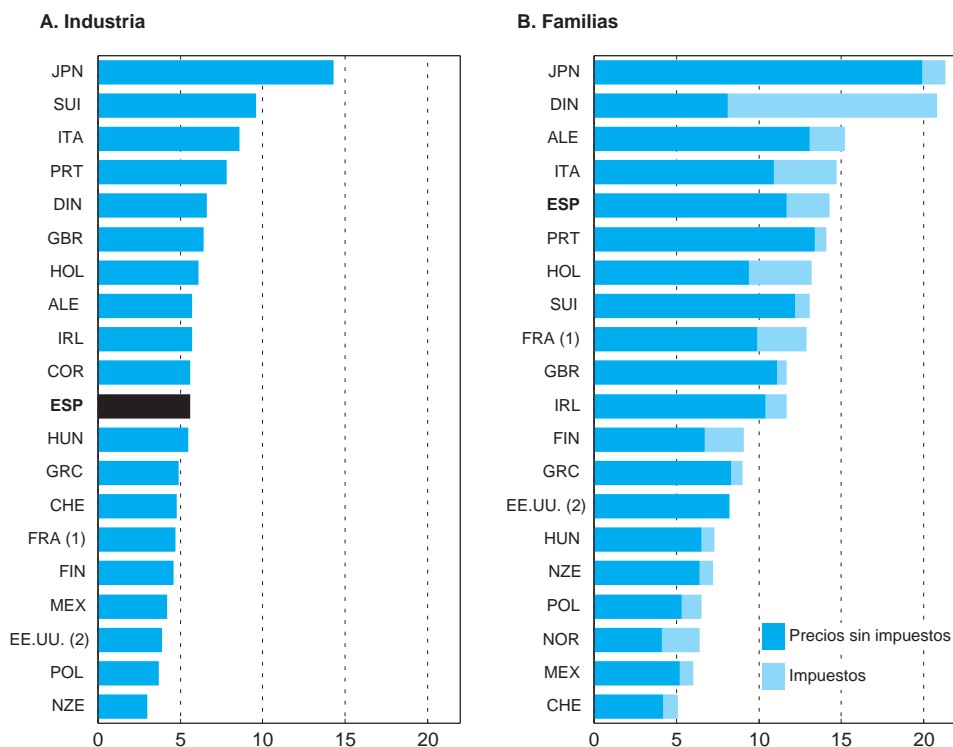 A. Industria
JPN
SUI
ITA
PRT
DIN
GBR
HOL
ALE
IRL
COR
ESP
HUN
GRC
CHE
FRA (1)
FIN
MEX
EE.UU. (2)
POL
NZE
0 5 10 15 20
B. Familias
JPN
DIN
ALE
ITA
ESP
PRT
HOL
SUI
FRA (1)
GBR
IRL
FIN
GRC
EE.UU. (2)
HUN
NZE
POL
NOR
MEX
CHE
Precios sin impuestos
Impuestos
0 5 10 15 20